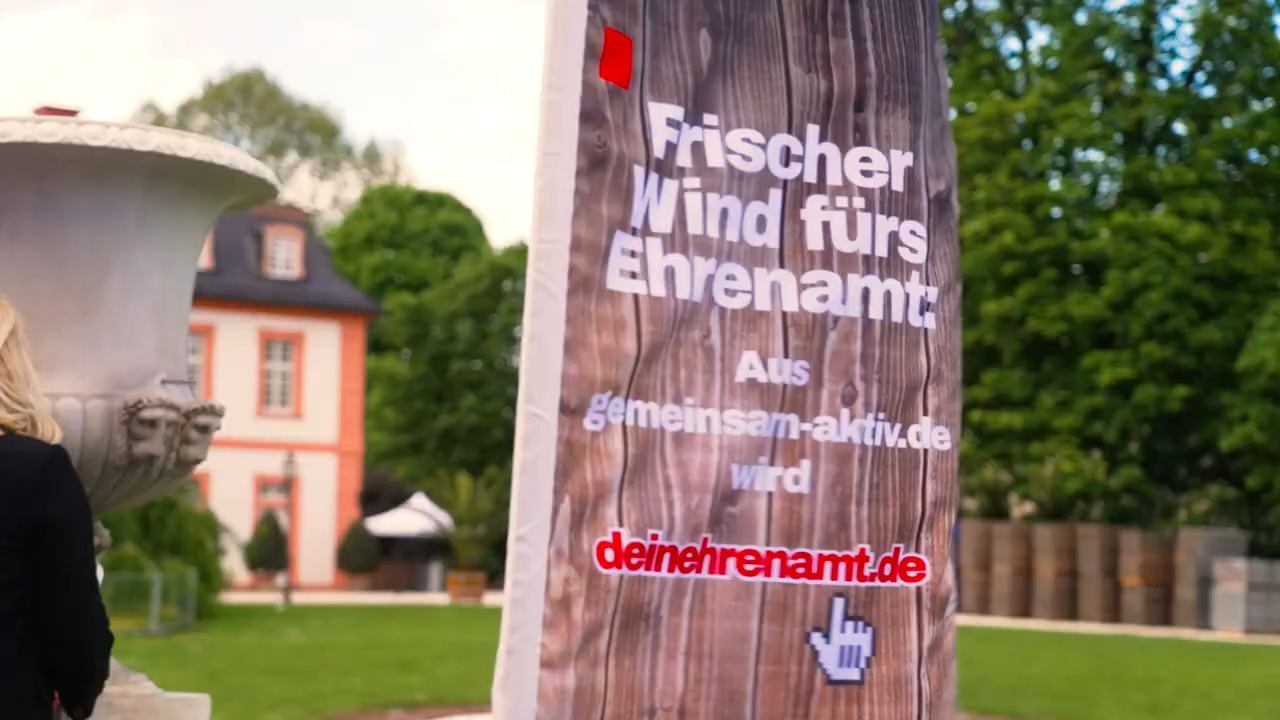 Frischer
Wind fürs
Ehrenamt:
Aus
gemeinsam-aktiv.de
wird
deinehrenamt.de